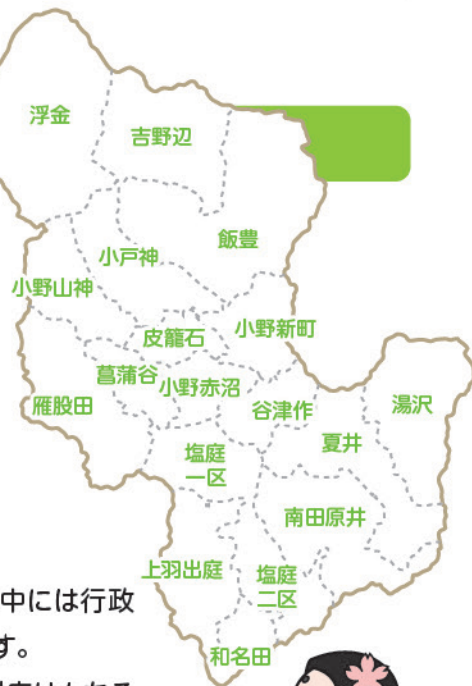 浮金
吉野辺
飯豊
小戸神
小野山神
皮籠石
小野新町
菖蒲谷
小野赤沼
雁股田
谷津作
湯沢
夏井
塩庭
一区
南田原井
上羽出庭
塩庭
二区
和名田
中には行政
す。